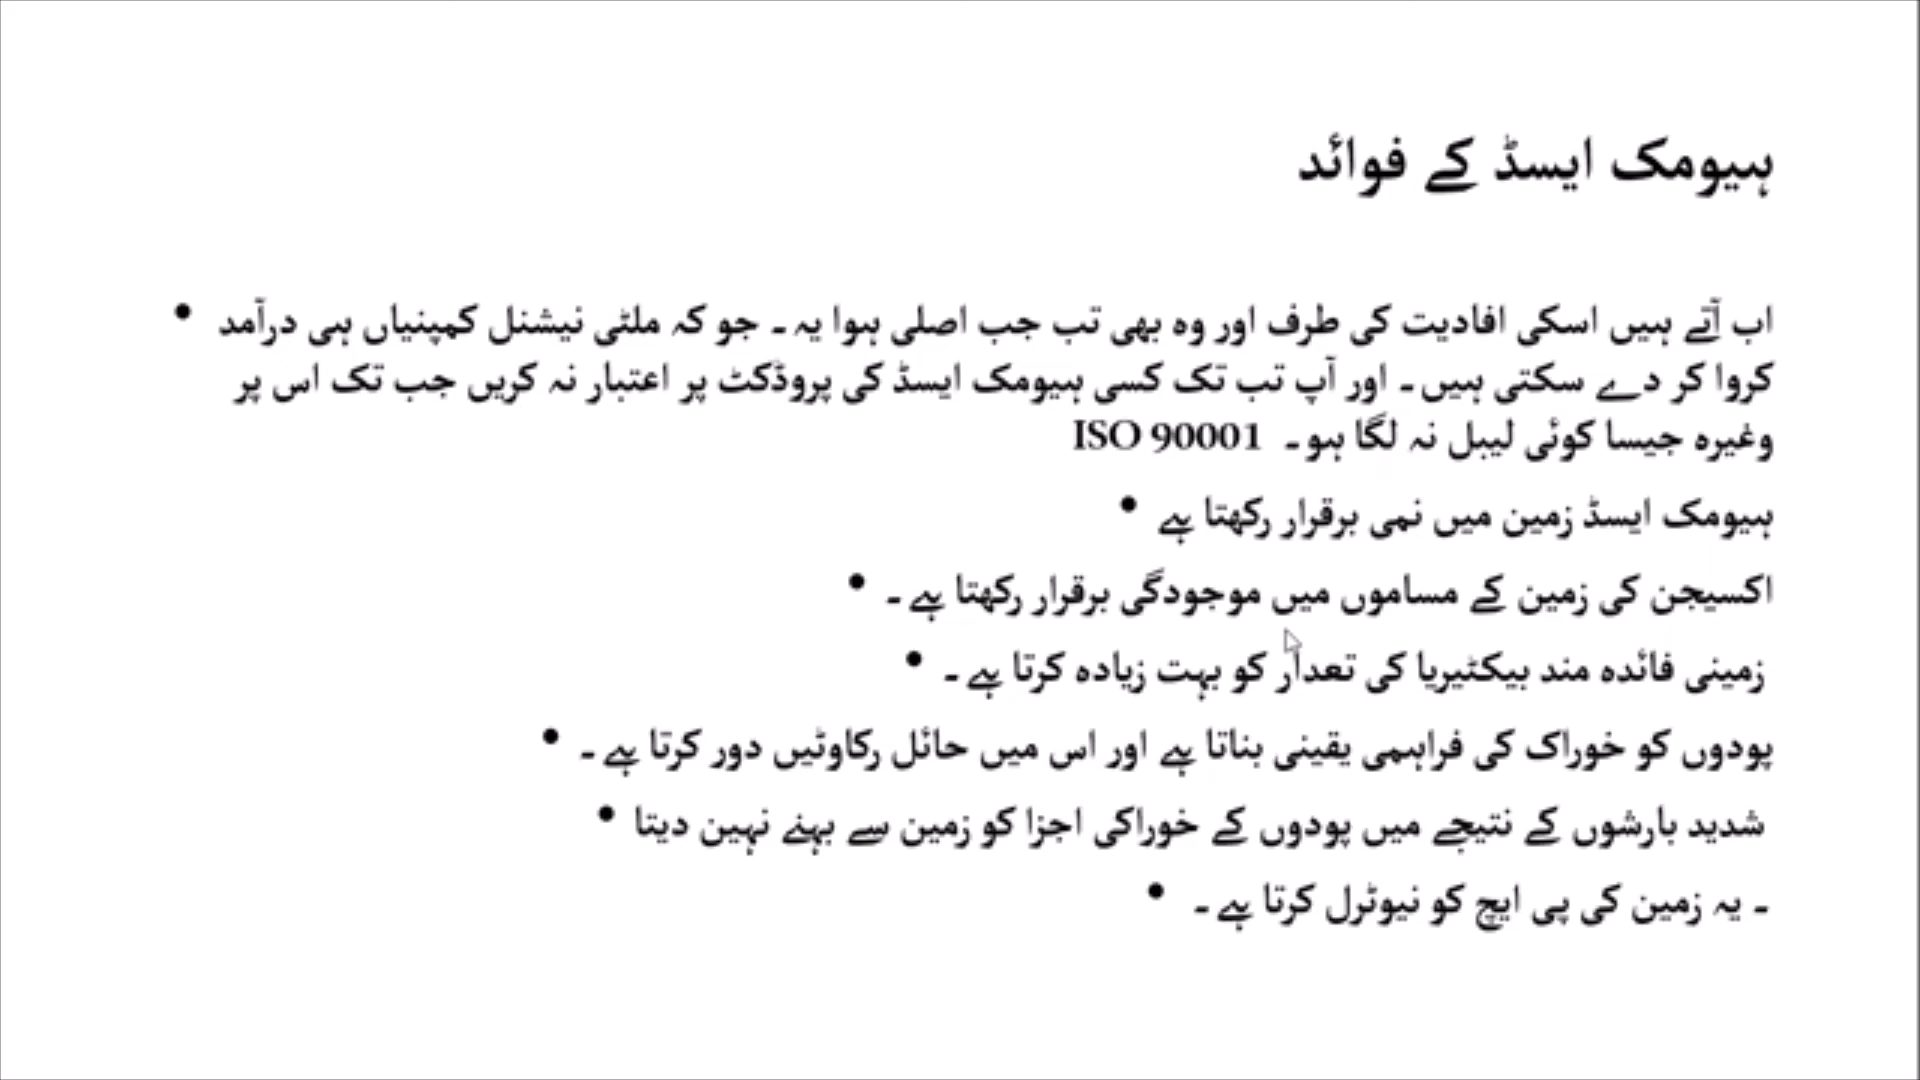 ہیومک ایسڈ کے فوائد
اب آتے ہیں اسکی افادیت کی طرف اور وہ بھی تب جب اصلی ہوا یہ۔ جو کہ ملٹی نیشنل کمپنیاں ہی درآمد •
کروا کر دے سکتی ہیں۔ اور آپ تب تک کسی ہیومک ایسڈ کی پروڈکٹ پر اعتبار نہ کریں جب تک اس پر
وغیرہ جیسا کوئی لیبل نہ لگا ہو۔ ISO 90001
ہیومک ایسڈ زمین میں نمی برقرار رکھتا ہے •
اکسیجن کی زمین کے مساموں میں موجودگی برقرار رکھتا ہے۔ •
زمینی فائدہ مند بیکٹیریا کی تعدار کو بہت زیادہ کرتا ہے۔ •
پودوں کو خوراک کی فراہمی یقینی بناتا ہے اور اس میں حائل رکاوٹیں دور کرتا ہے۔ •
شدید بارشوں کے نتیجے میں پودوں کے خوراکی اجزا کو زمین سے بہنے نہین دیتا •
۔ یہ زمین کی پی ایچ کو نیوٹرل کرتا ہے۔ •